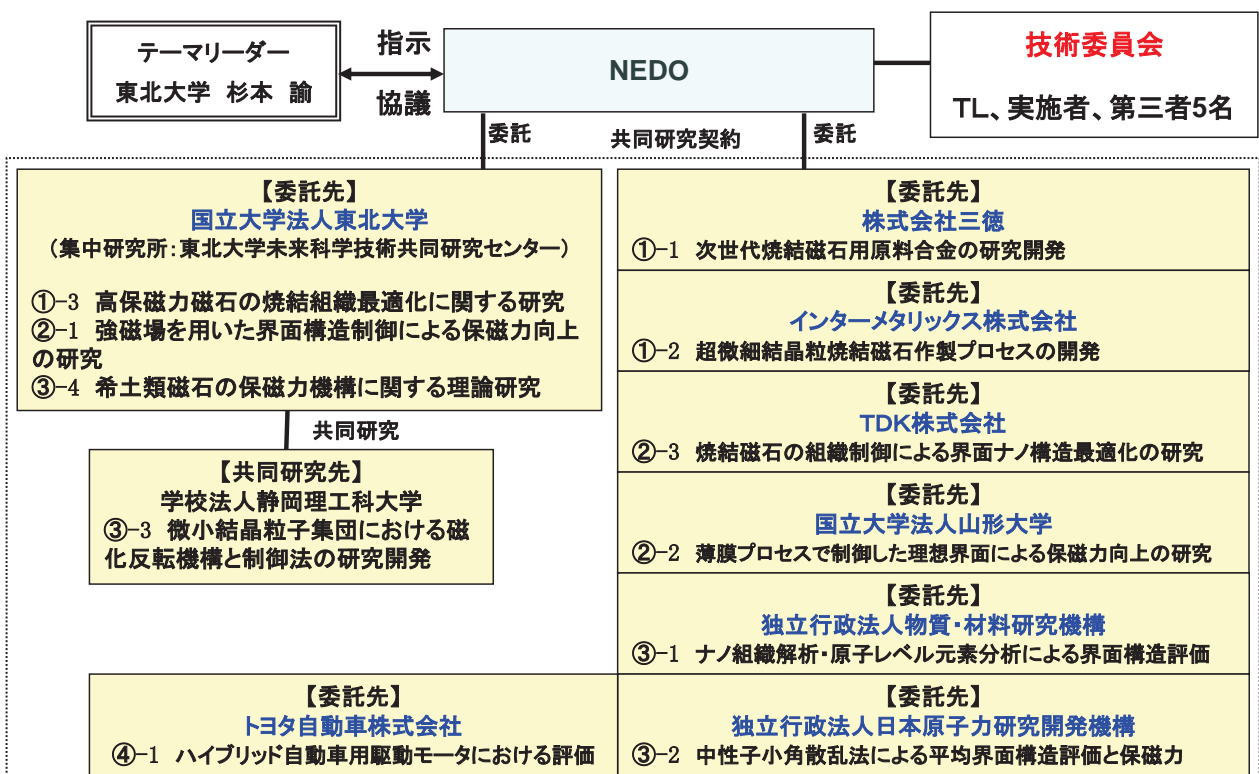 テーマリーダー
東北大学 杉本 諭
指示
協議
NEDO
技術委員会
TL、実施者、第三者5名
委託
共同研究契約
委託
【委託先】
国立大学法人東北大学
（集中研究所：東北大学未来科学技術共同研究センター）
①-3 高保磁力磁石の焼結組織最適化に関する研究
②-1 強磁場を用いた界面構造制御による保磁力向上
の研究
③-4 希土類磁石の保磁力機構に関する理論研究
共同研究
【共同研究先】
学校法人静岡理工科大学
③-3 微小結晶粒子集団における磁
化反転機構と制御法の研究開発
【委託先】
トヨタ自動車株式会社
④-1 ハイブリッド自動車用駆動モータにおける評価
【委託先】
株式会社三徳
①-1 次世代焼結磁石用原料合金の研究開発
【委託先】
インターメタリックス株式会社
①-2 超微細結晶粒焼結磁石作製プロセスの開発
【委託先】
TDK株式会社
②-3 焼結磁石の組織制御による界面ナノ構造最適化の研究
【委託先】
国立大学法人山形大学
②-2 薄膜プロセスで制御した理想界面による保磁力向上の研究
【委託先】
独立行政法人物質・材料研究機構
③-1 ナノ組織解析・原子レベル元素分析による界面構造評価
【委託先】
独立行政法人日本原子力研究開発機構
③-2 中性子小角散乱法による平均界面構造評価と保磁力